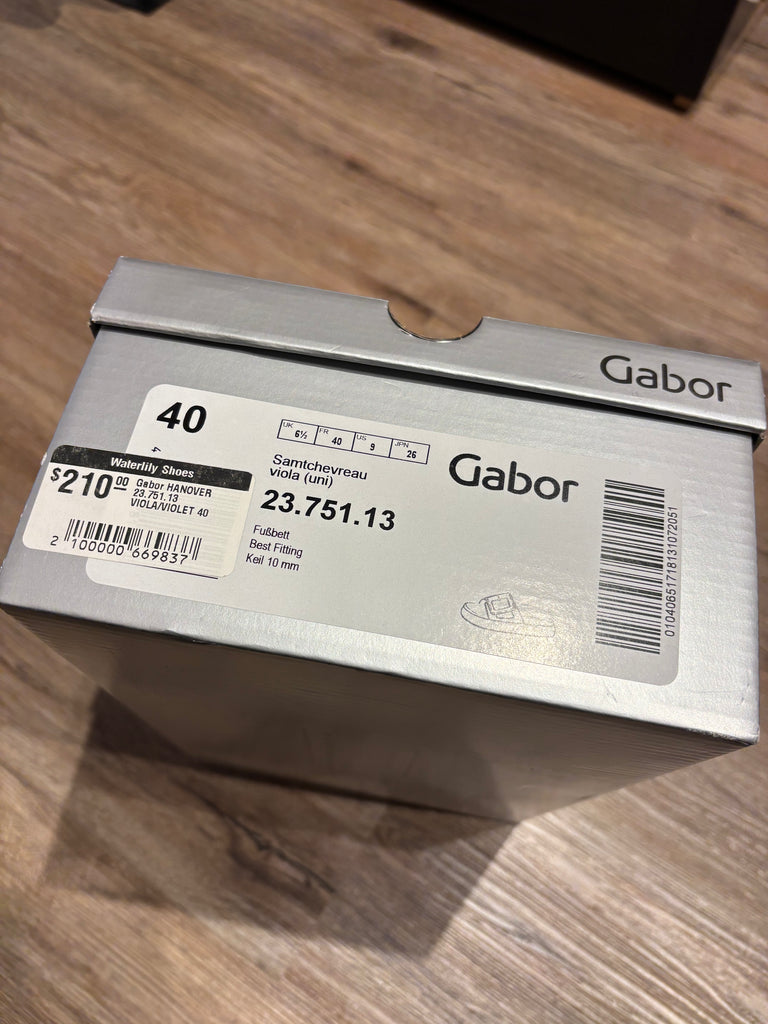 Gabor
40
UK 6½ FR 40 US 9 JPN 26
Samtchevreau
viola (uni)
Gabor
23.751.13
Fußbett
Best Fitting
Keil 10 mm
0104065171813107205​1
Waterlily Shoes
$210.00 Gabor HANOVER
23.751.13
VIOLA/VIOLET 40
2 100000 669837